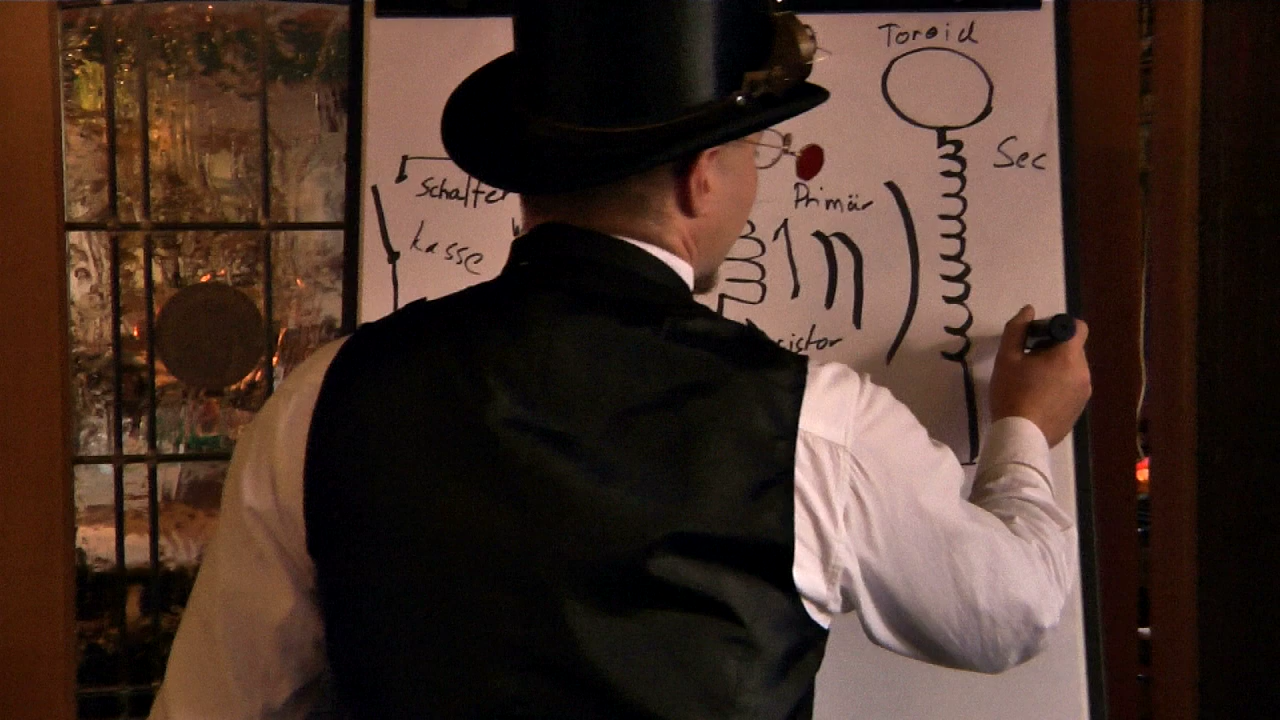 Toroid
Sec
Schalter
Primär
kasse